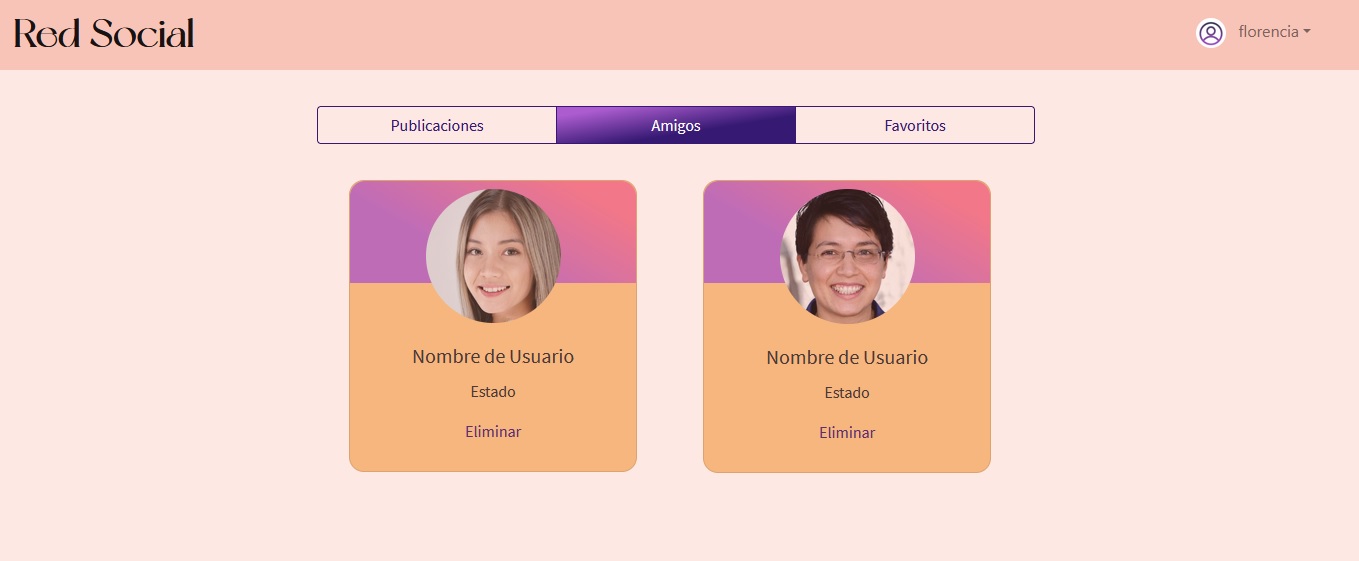 Red Social
florencia
Publicaciones
Amigos
Favoritos
Nombre de Usuario
Estado
Eliminar
Nombre de Usuario
Estado
Eliminar